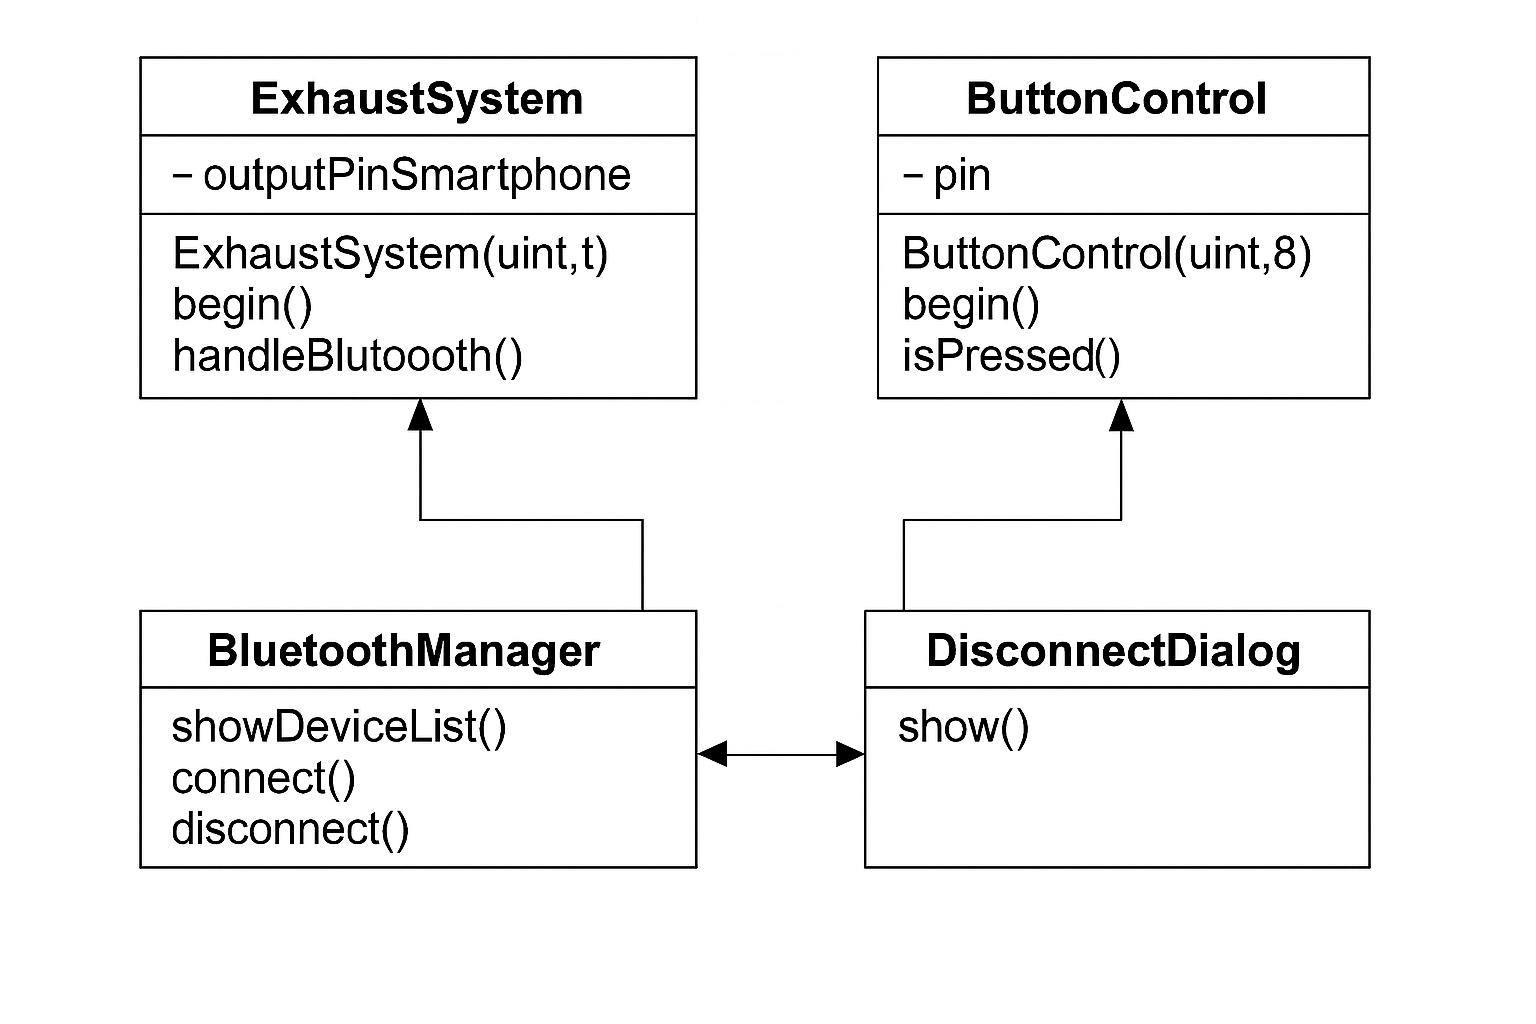 ExhaustSystem
– outputPinSmartphone
ExhaustSystem(uint,t)
begin()
handleBlutoooth()
ButtonControl
– pin
ButtonControl(uint,8)
begin()
isPressed()
BluetoothManager
showDeviceList()
connect()
disconnect()
DisconnectDialog
show()